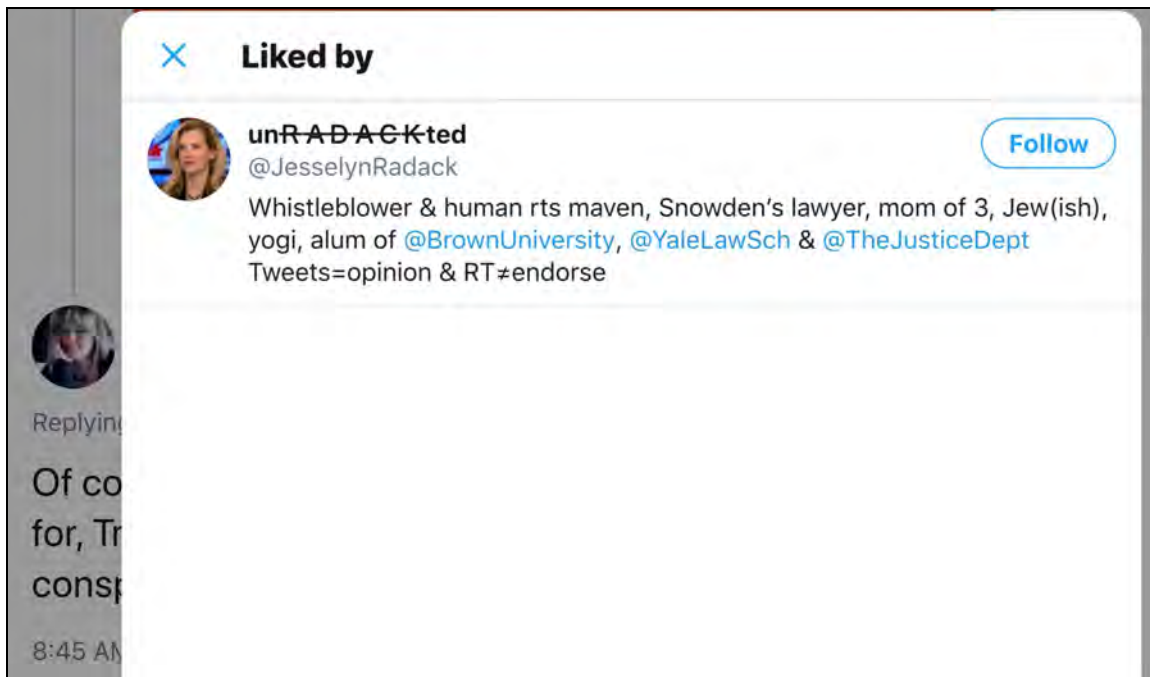 Liked by
unRADACKted
@JesselynRadack
Follow
Whistleblower & human rts maven, Snowden's lawyer, mom of 3, Jew(ish),
yogi, alum of @BrownUniversity, @YaleLawSch & @TheJusticeDept
Tweets=opinion & RT≠endorse
Replying
Of co
for, Tr
consp
8:45 AM